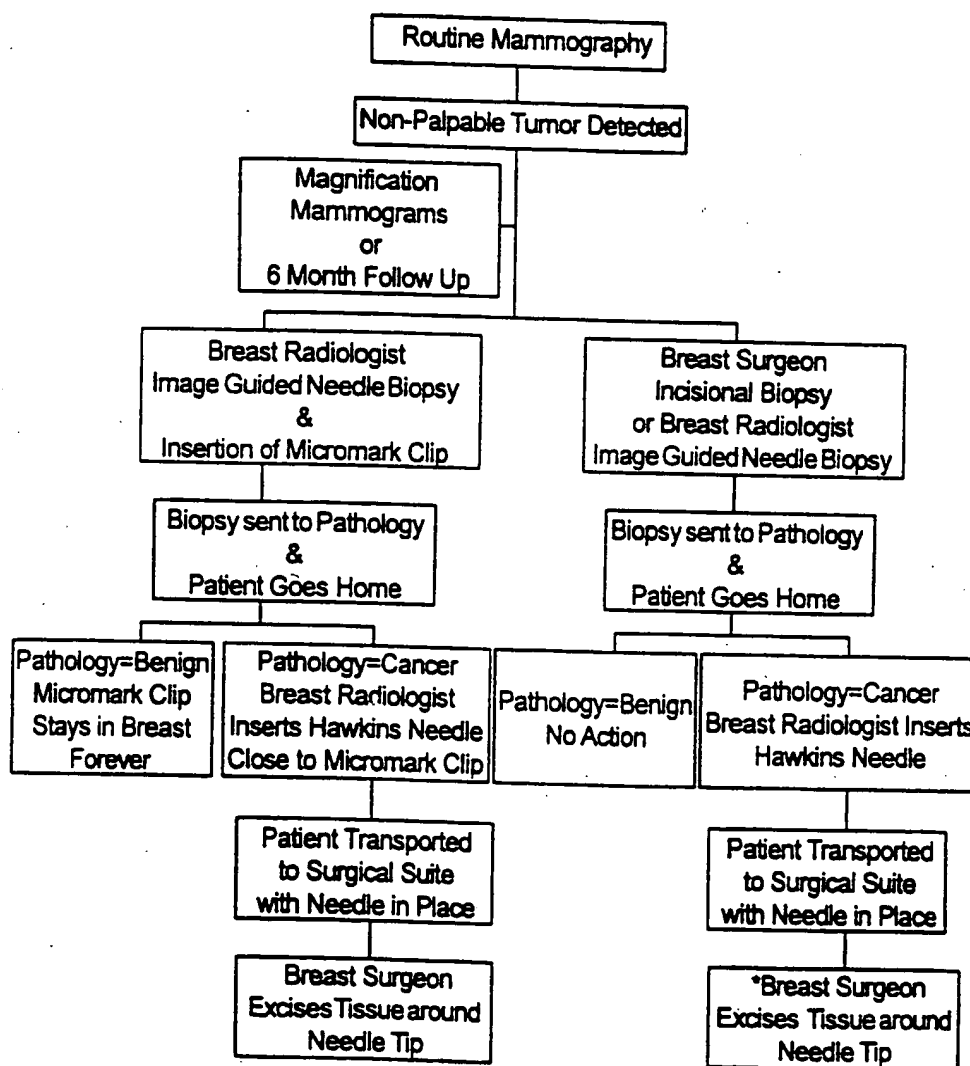 Routine Mammography
Non-Palpable Tumor Detected
Magnification
Mammograms
or
6 Month Follow Up
Breast Radiologist
Image Guided Needle Biopsy
&
Insertion of Micromark Clip
Breast Surgeon
Incisional Biopsy
or Breast Radiologist
Image Guided Needle Biopsy
Biopsy sent to Pathology
&
Patient Goes Home
Biopsy sent to Pathology
&
Patient Goes Home
Pathology=Benign
Micromark Clip
Stays in Breast
Forever
Pathology=Cancer
Breast Radiologist
Inserts Hawkins Needle
Close to Micromark Clip
Pathology=Benign
No Action
Pathology=Cancer
Breast Radiologist Inserts
Hawkins Needle
Patient Transported
to Surgical Suite
with Needle in Place
Patient Transported
to Surgical Suite
with Needle in Place
Breast Surgeon
Excises Tissue around
Needle Tip
*Breast Surgeon
Excises Tissue around
Needle Tip